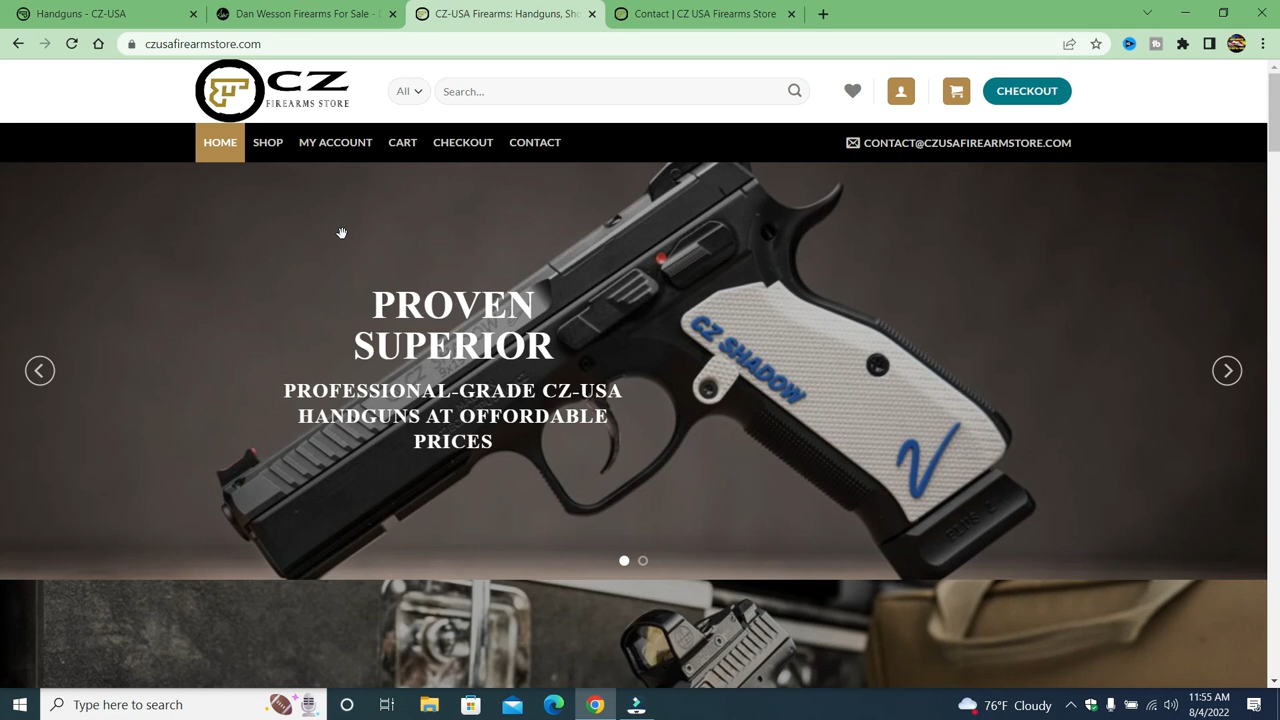 Handguns - CZ-USA
Dan Wesson Firearms For Sale - D
CZ-USA Firearms: Handguns, Sho
Contact | CZ USA Firearms Store
czusafirearmstore.com
CZ
FIREARMS STORE
All
Search...
CHECKOUT
HOME
SHOP
MY ACCOUNT
CART
CHECKOUT
CONTACT
CONTACT@CZUSAFIREARMSTORE.COM
PROVEN
SUPERIOR
PROFESSIONAL-GRADE CZ-USA
HANDGUNS AT OFFORDABLE
PRICES
CZ SHADOW
2
Type here to search
76°F Cloudy
11:55 AM
8/4/2022